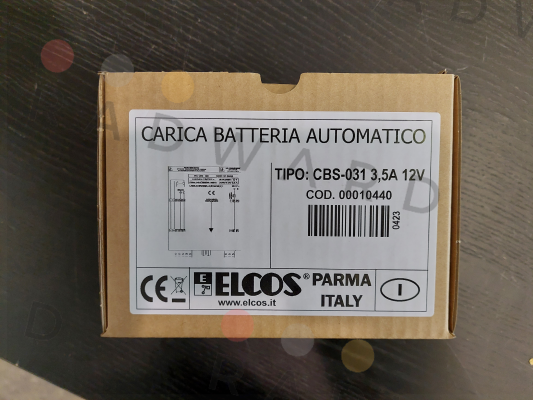 CARICA BATTERIA AUTOMATICO
TIPO: CBS-031 3,5A 12V
COD. 00010440
0423
CE
E
ELCOS
www.elcos.it
PARMA
ITALY
I
ADWARD